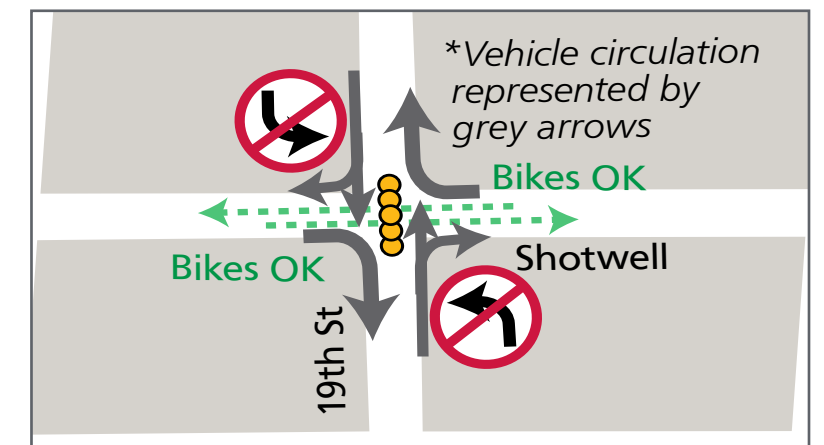 *Vehicle circulation
represented by
grey arrows
Bikes OK
Bikes OK
Shotwell
19th St